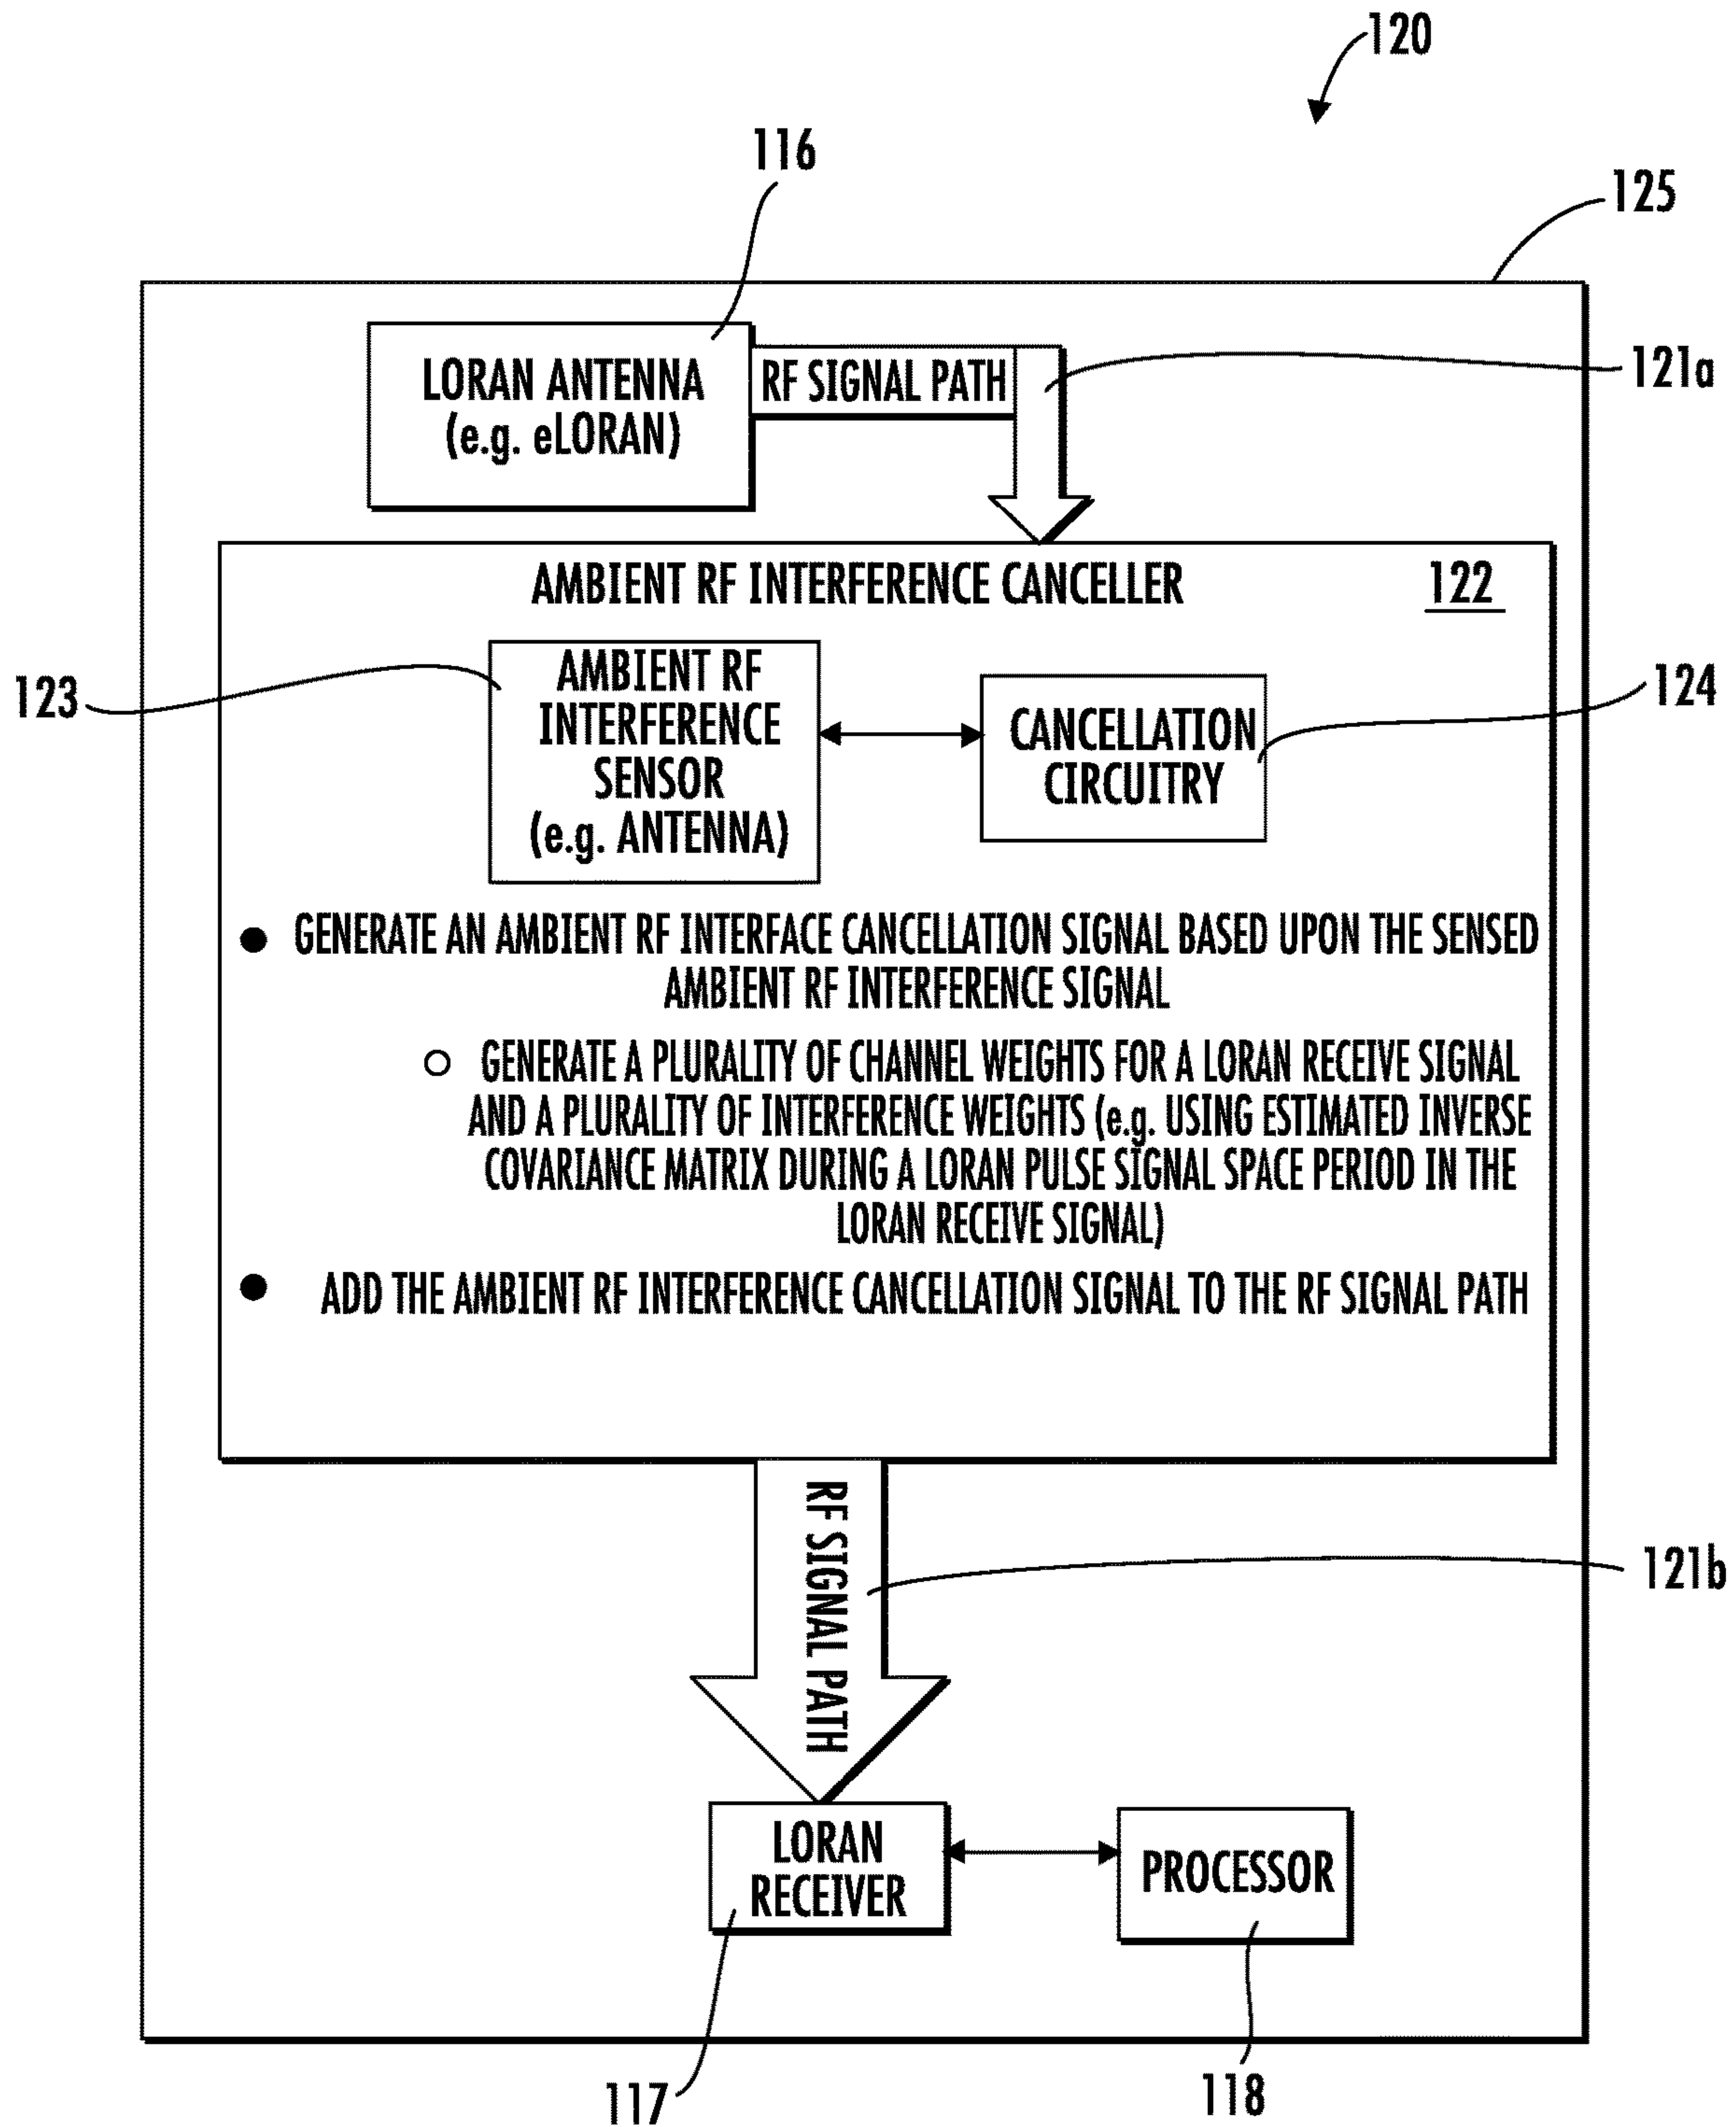 120
116
125
LORAN ANTENNA
(e.g. eLORAN)
RF SIGNAL PATH
121a
AMBIENT RF INTERFERENCE CANCELLER
122
123
AMBIENT RF
INTERFERENCE
SENSOR
(e.g. ANTENNA)
CANCELLATION
CIRCUITRY
124
● GENERATE AN AMBIENT RF INTERFACE CANCELLATION SIGNAL BASED UPON THE SENSED
AMBIENT RF INTERFERENCE SIGNAL
○ GENERATE A PLURALITY OF CHANNEL WEIGHTS FOR A LORAN RECEIVE SIGNAL
AND A PLURALITY OF INTERFERENCE WEIGHTS (e.g. USING ESTIMATED INVERSE
COVARIANCE MATRIX DURING A LORAN PULSE SIGNAL SPACE PERIOD IN THE
LORAN RECEIVE SIGNAL)
● ADD THE AMBIENT RF INTERFERENCE CANCELLATION SIGNAL TO THE RF SIGNAL PATH
RF SIGNAL PATH
121b
LORAN
RECEIVER
PROCESSOR
117
118